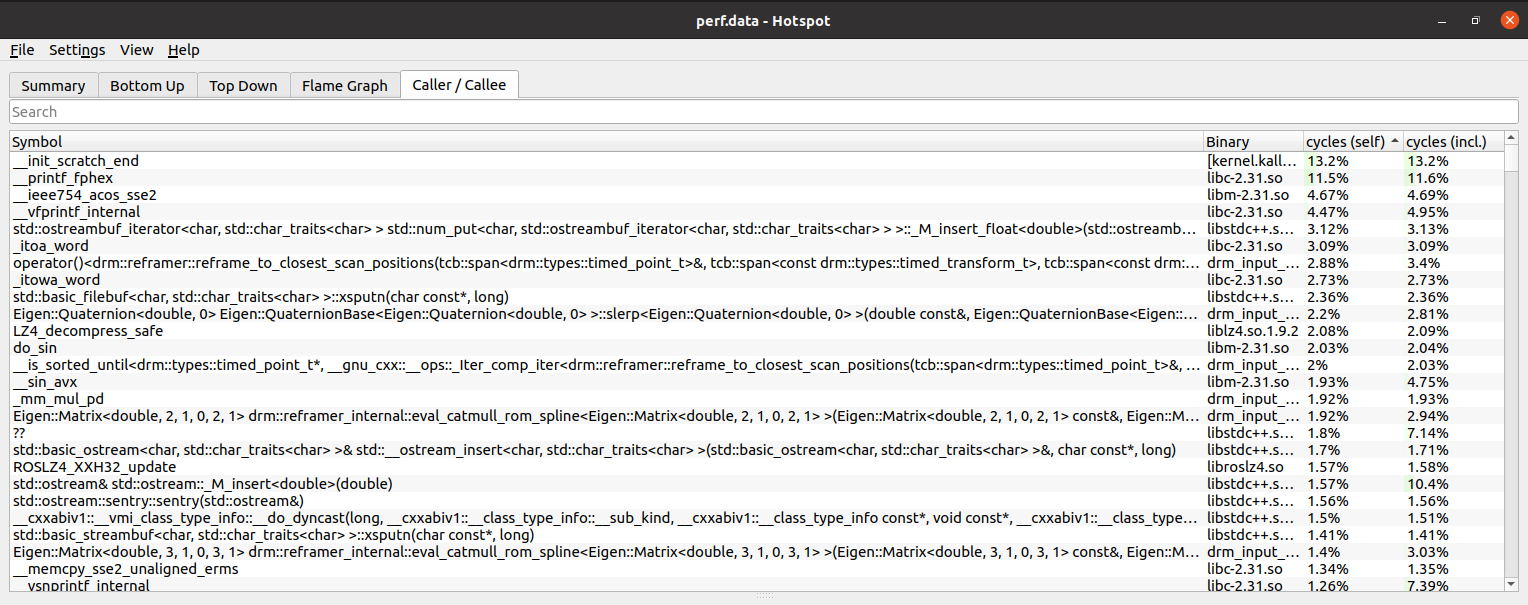 perf.data - Hotspot
File Settings View Help
Summary Bottom Up Top Down Flame Graph Caller / Callee
Search
Symbol Binary cycles (self) cycles (incl.)
__init_scratch_end [kernel.kall... 13.2% 13.2%
__printf_fphex libc-2.31.so 11.5% 11.6%
__ieee754_acos_sse2 libm-2.31.so 4.67% 4.69%
__vfprintf_internal libc-2.31.so 4.47% 4.95%
std::ostreambuf_iterator<char, std::char_traits<char> > std::num_put<char, std::ostreambuf_iterator<char, std::char_traits<char> > >::_M_insert_float<double>(std::ostreamb... libstdc++.s... 3.12% 3.13%
_itoa_word libc-2.31.so 3.09% 3.09%
operator()<drm::reframer::reframe_to_closest_scan_positions(tcb::span<drm::types::timed_point_t>&, tcb::span<const drm::types::timed_transform_t>, tcb::span<const drm:... drm_input_... 2.88% 3.4%
_itowa_word libc-2.31.so 2.73% 2.73%
std::basic_filebuf<char, std::char_traits<char> >::xsputn(char const*, long) libstdc++.s... 2.36% 2.36%
Eigen::Quaternion<double, 0> Eigen::QuaternionBase<Eigen::Quaternion<double, 0> >::slerp<Eigen::Quaternion<double, 0> >(double const&, Eigen::QuaternionBase<Eigen::... drm_input_... 2.2% 2.81%
LZ4_decompress_safe liblz4.so.1.9.2 2.08% 2.09%
do_sin libm-2.31.so 2.03% 2.04%
__is_sorted_until<drm::types::timed_point_t*, __gnu_cxx::__ops::_Iter_comp_iter<drm::reframer::reframe_to_closest_scan_positions(tcb::span<drm::types::timed_point_t>&, ... drm_input_... 2% 2.03%
__sin_avx libm-2.31.so 1.93% 4.75%
_mm_mul_pd drm_input_... 1.92% 1.93%
Eigen::Matrix<double, 2, 1, 0, 2, 1> drm::reframer_internal::eval_catmull_rom_spline<Eigen::Matrix<double, 2, 1, 0, 2, 1> >(Eigen::Matrix<double, 2, 1, 0, 2, 1> const&, Eigen::M... drm_input_... 1.92% 2.94%
?? libstdc++.s... 1.8% 7.14%
std::basic_ostream<char, std::char_traits<char> >& std::__ostream_insert<char, std::char_traits<char> >(std::basic_ostream<char, std::char_traits<char> >&, char const*, long) libstdc++.s... 1.7% 1.71%
ROSLZ4_XXH32_update libroslz4.so 1.57% 1.58%
std::ostream& std::ostream::_M_insert<double>(double) libstdc++.s... 1.57% 10.4%
std::ostream::sentry::sentry(std::ostream&) libstdc++.s... 1.56% 1.56%
__cxxabiv1::__vmi_class_type_info::__do_dyncast(long, __cxxabiv1::__class_type_info::__sub_kind, __cxxabiv1::__class_type_info const*, void const*, __cxxabiv1::__class_type... libstdc++.s... 1.5% 1.51%
std::basic_streambuf<char, std::char_traits<char> >::xsputn(char const*, long) libstdc++.s... 1.41% 1.41%
Eigen::Matrix<double, 3, 1, 0, 3, 1> drm::reframer_internal::eval_catmull_rom_spline<Eigen::Matrix<double, 3, 1, 0, 3, 1> >(Eigen::Matrix<double, 3, 1, 0, 3, 1> const&, Eigen::M... drm_input_... 1.4% 3.03%
__memcpy_sse2_unaligned_erms libc-2.31.so 1.34% 1.35%
__vsnprintf_internal libc-2.31.so 1.26% 7.39%